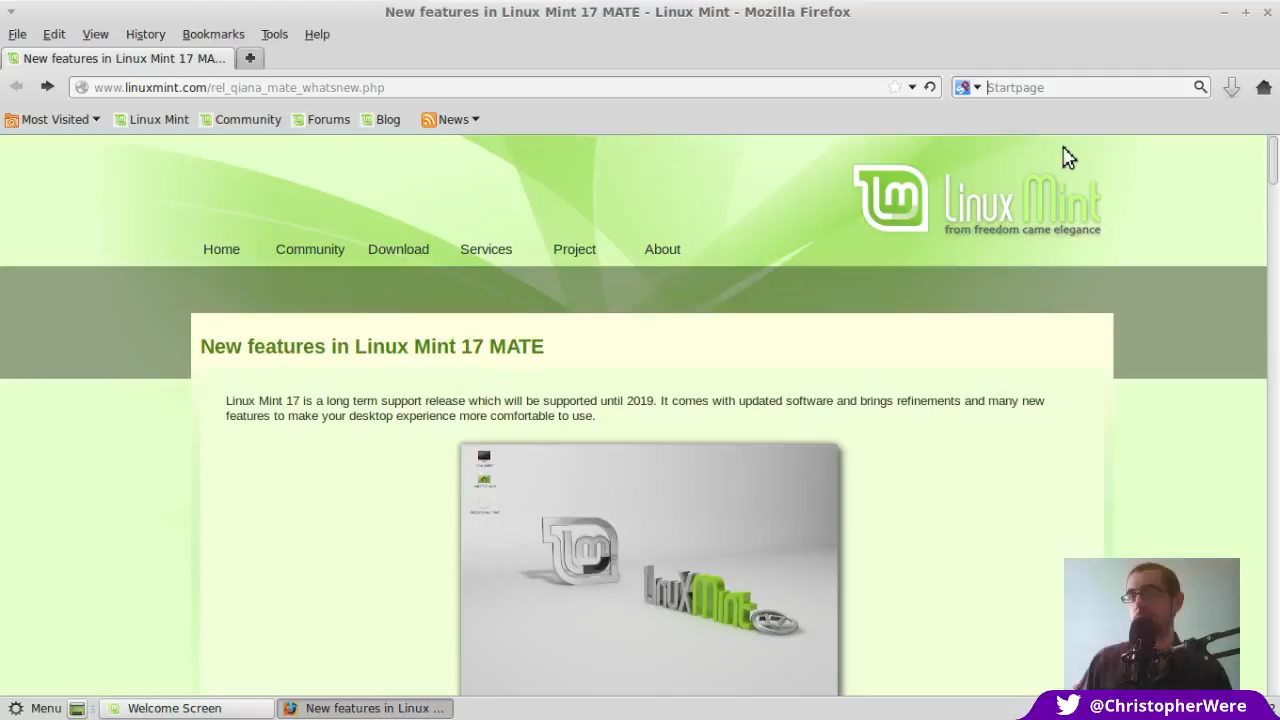 New features in Linux Mint 17 MATE - Linux Mint - Mozilla Firefox
File Edit View History Bookmarks Tools Help
New features in Linux Mint 17 MA...
www.linuxmint.com/rel_qiana_mate_whatsnew.php
Startpage
Most Visited Linux Mint Community Forums Blog News
Linux Mint
from freedom came elegance
Home Community Download Services Project About
New features in Linux Mint 17 MATE
Linux Mint 17 is a long term support release which will be supported until 2019. It comes with updated software and brings refinements and many new
features to make your desktop experience more comfortable to use.
Linux Mint
Menu Welcome Screen New features in Linux ...
@ChristopherWere